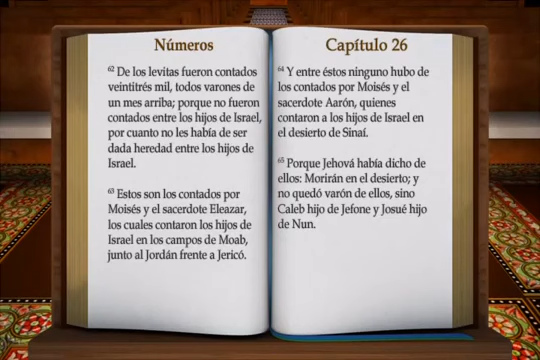 Números
⁶² De los levitas fueron contados
veintitrés mil, todos varones de
un mes arriba; porque no fueron
contados entre los hijos de Israel,
por cuanto no les había de ser
dada heredad entre los hijos de
Israel.
⁶³ Estos son los contados por
Moisés y el sacerdote Eleazar,
los cuales contaron los hijos de
Israel en los campos de Moab,
junto al Jordán frente a Jericó.
Capítulo 26
⁶⁴ Y entre éstos ninguno hubo de
los contados por Moisés y el
sacerdote Aarón, quienes
contaron a los hijos de Israel en
el desierto de Sinaí.
⁶⁵ Porque Jehová había dicho de
ellos: Morirán en el desierto; y
no quedó varón de ellos, sino
Caleb hijo de Jefone y Josué hijo
de Nun.